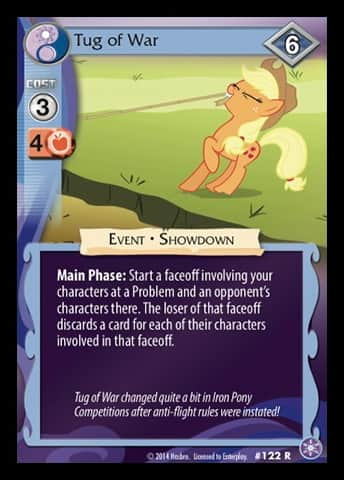 Tug of War
6
COST
3
4
EVENT • SHOWDOWN
Main Phase: Start a faceoff involving your
characters at a Problem and an opponent's
characters there. The loser of that faceoff
discards a card for each of their characters
involved in that faceoff.
Tug of War changed quite a bit in Iron Pony
Competitions after anti-flight rules were instated!
© 2014 Hasbro. Licensed to Enterplay. #122 R